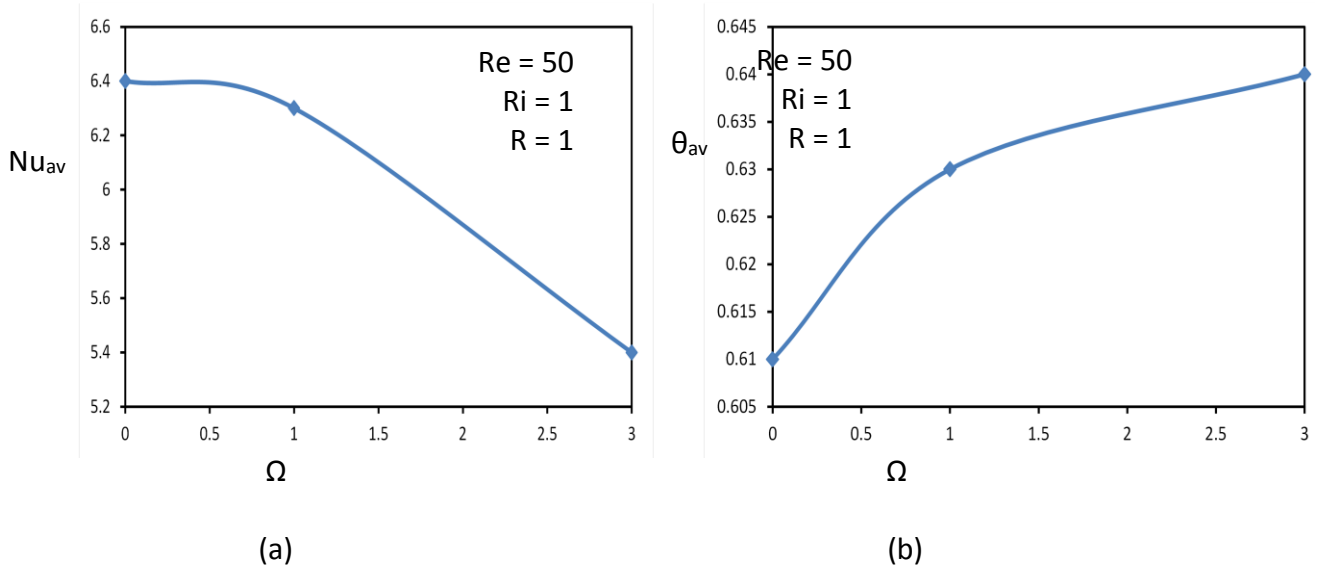 6.6
6.4
6.2
6
5.8
5.6
5.4
5.2
0 0.5 1 1.5 2 2.5 3
Nuav
Ω
Re = 50
Ri = 1
R = 1
(a)
0.645
0.64
0.635
0.63
0.625
0.62
0.615
0.61
0.605
0 0.5 1 1.5 2 2.5 3
θav
Ω
Re = 50
Ri = 1
R = 1
(b)